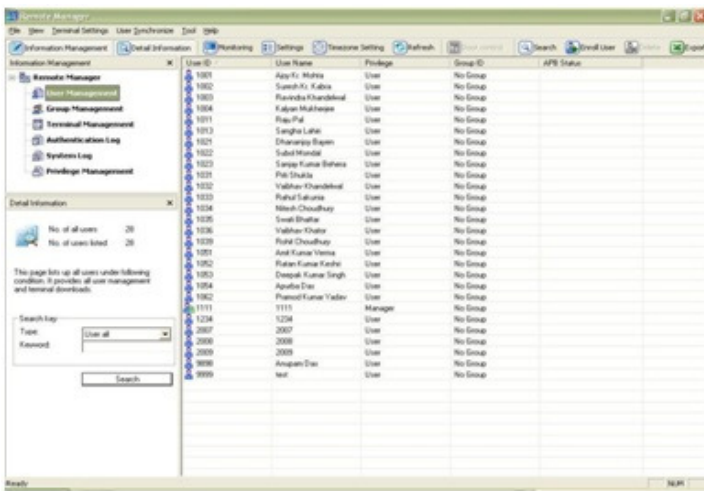 Remote Manager
File View Terminal Settings User Synchronize Tool Help
Information Management Detail Information Monitoring Settings Timezone Setting Refresh Search Enroll User Export
Information Management
User ID User Name Privilege Group ID APB Status
Remote Manager
User Management
Group Management
Terminal Management
Authentication Log
System Log
Privilege Management
Detail Information
No. of all users 28
No. of users listed 28
This page lists up all users under following
condition. It provides all user management
and terminal downloads.
Search key
Type: User all
Keyword:
Search
1001 Ajay Kr. Mohta User No Group
1002 Suresh Kr. Kabra User No Group
1003 Ravindra Khandelwal User No Group
1004 Kalyan Mukherjee User No Group
1011 Raju Pal User No Group
1013 Sangha Lahiri User No Group
1021 Dhananjoy Bayen User No Group
1022 Subol Mondal User No Group
1023 Sanjay Kumar Behera User No Group
1031 Priti Shukla User No Group
1032 Vaibhav Khandelwal User No Group
1033 Rahul User No Group
1034 Nitesh Choudhury User No Group
1035 Swati User No Group
1036 Vaibhav Khator User No Group
1039 Rohit Choudhury User No Group
1051 Amit Kumar Verma User No Group
1052 Ratan Kumar Keshri User No Group
1053 Deepak Kumar Singh User No Group
1054 Apurba Das User No Group
1062 Pramod Kumar Yadav User No Group
1111 1111 Manager No Group
1234 1234 User No Group
2007 2007 User No Group
2008 2008 User No Group
2009 2009 User No Group
9898 Anupam Das User No Group
9999 test User No Group
Ready NUM